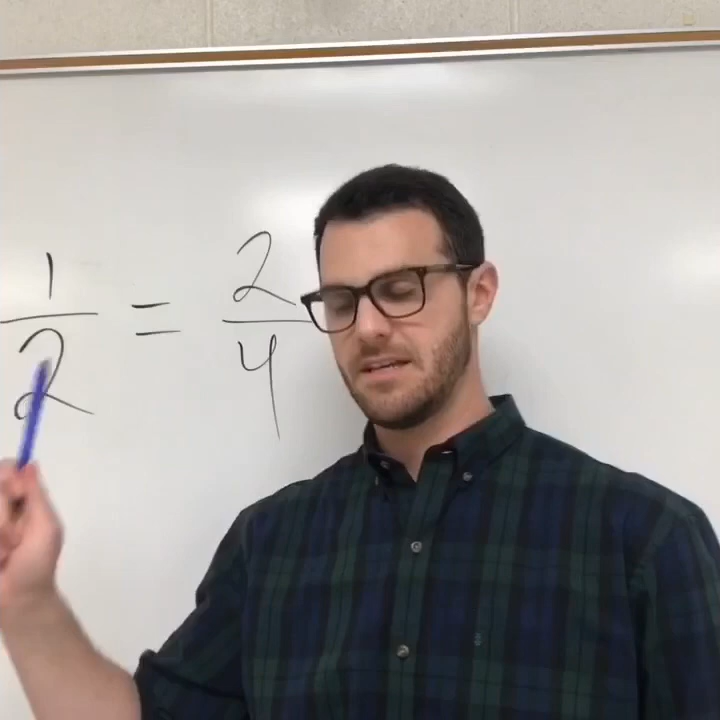 1/2 = 2/4